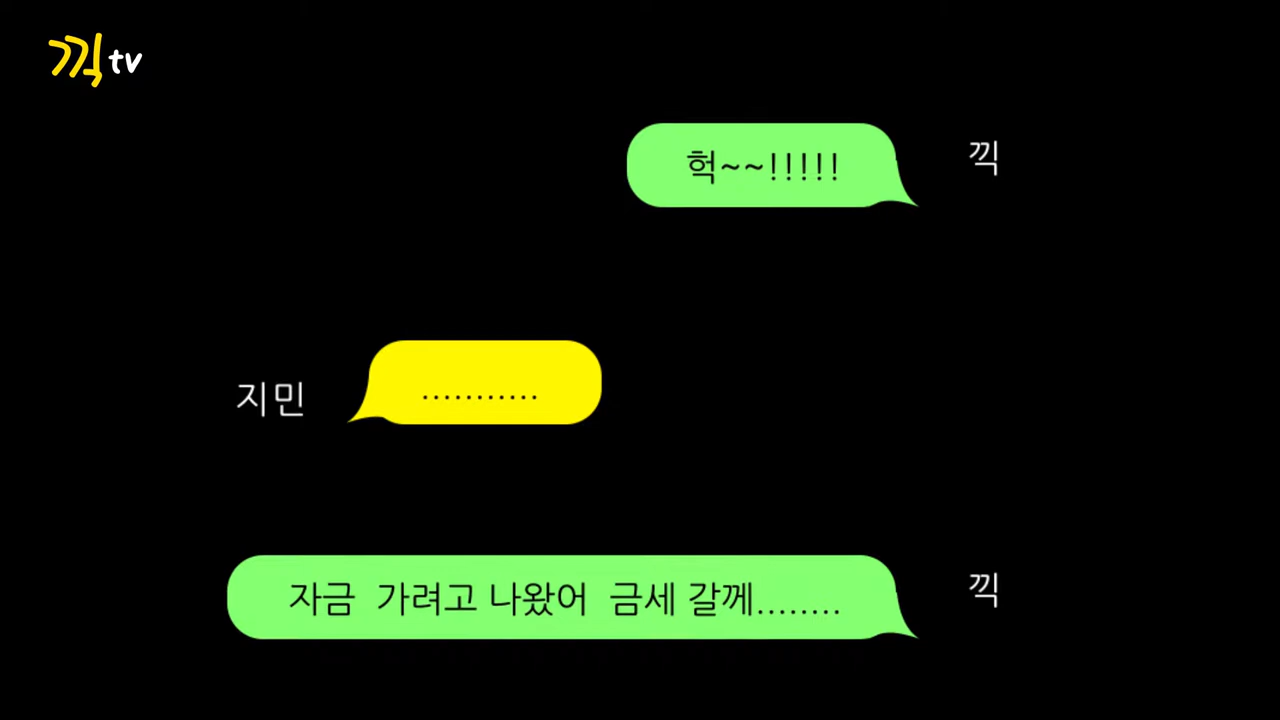 끽tv
헉~~!!!!!
끽
지민
...........
자금 가려고 나왔어 금세 갈께........
끽